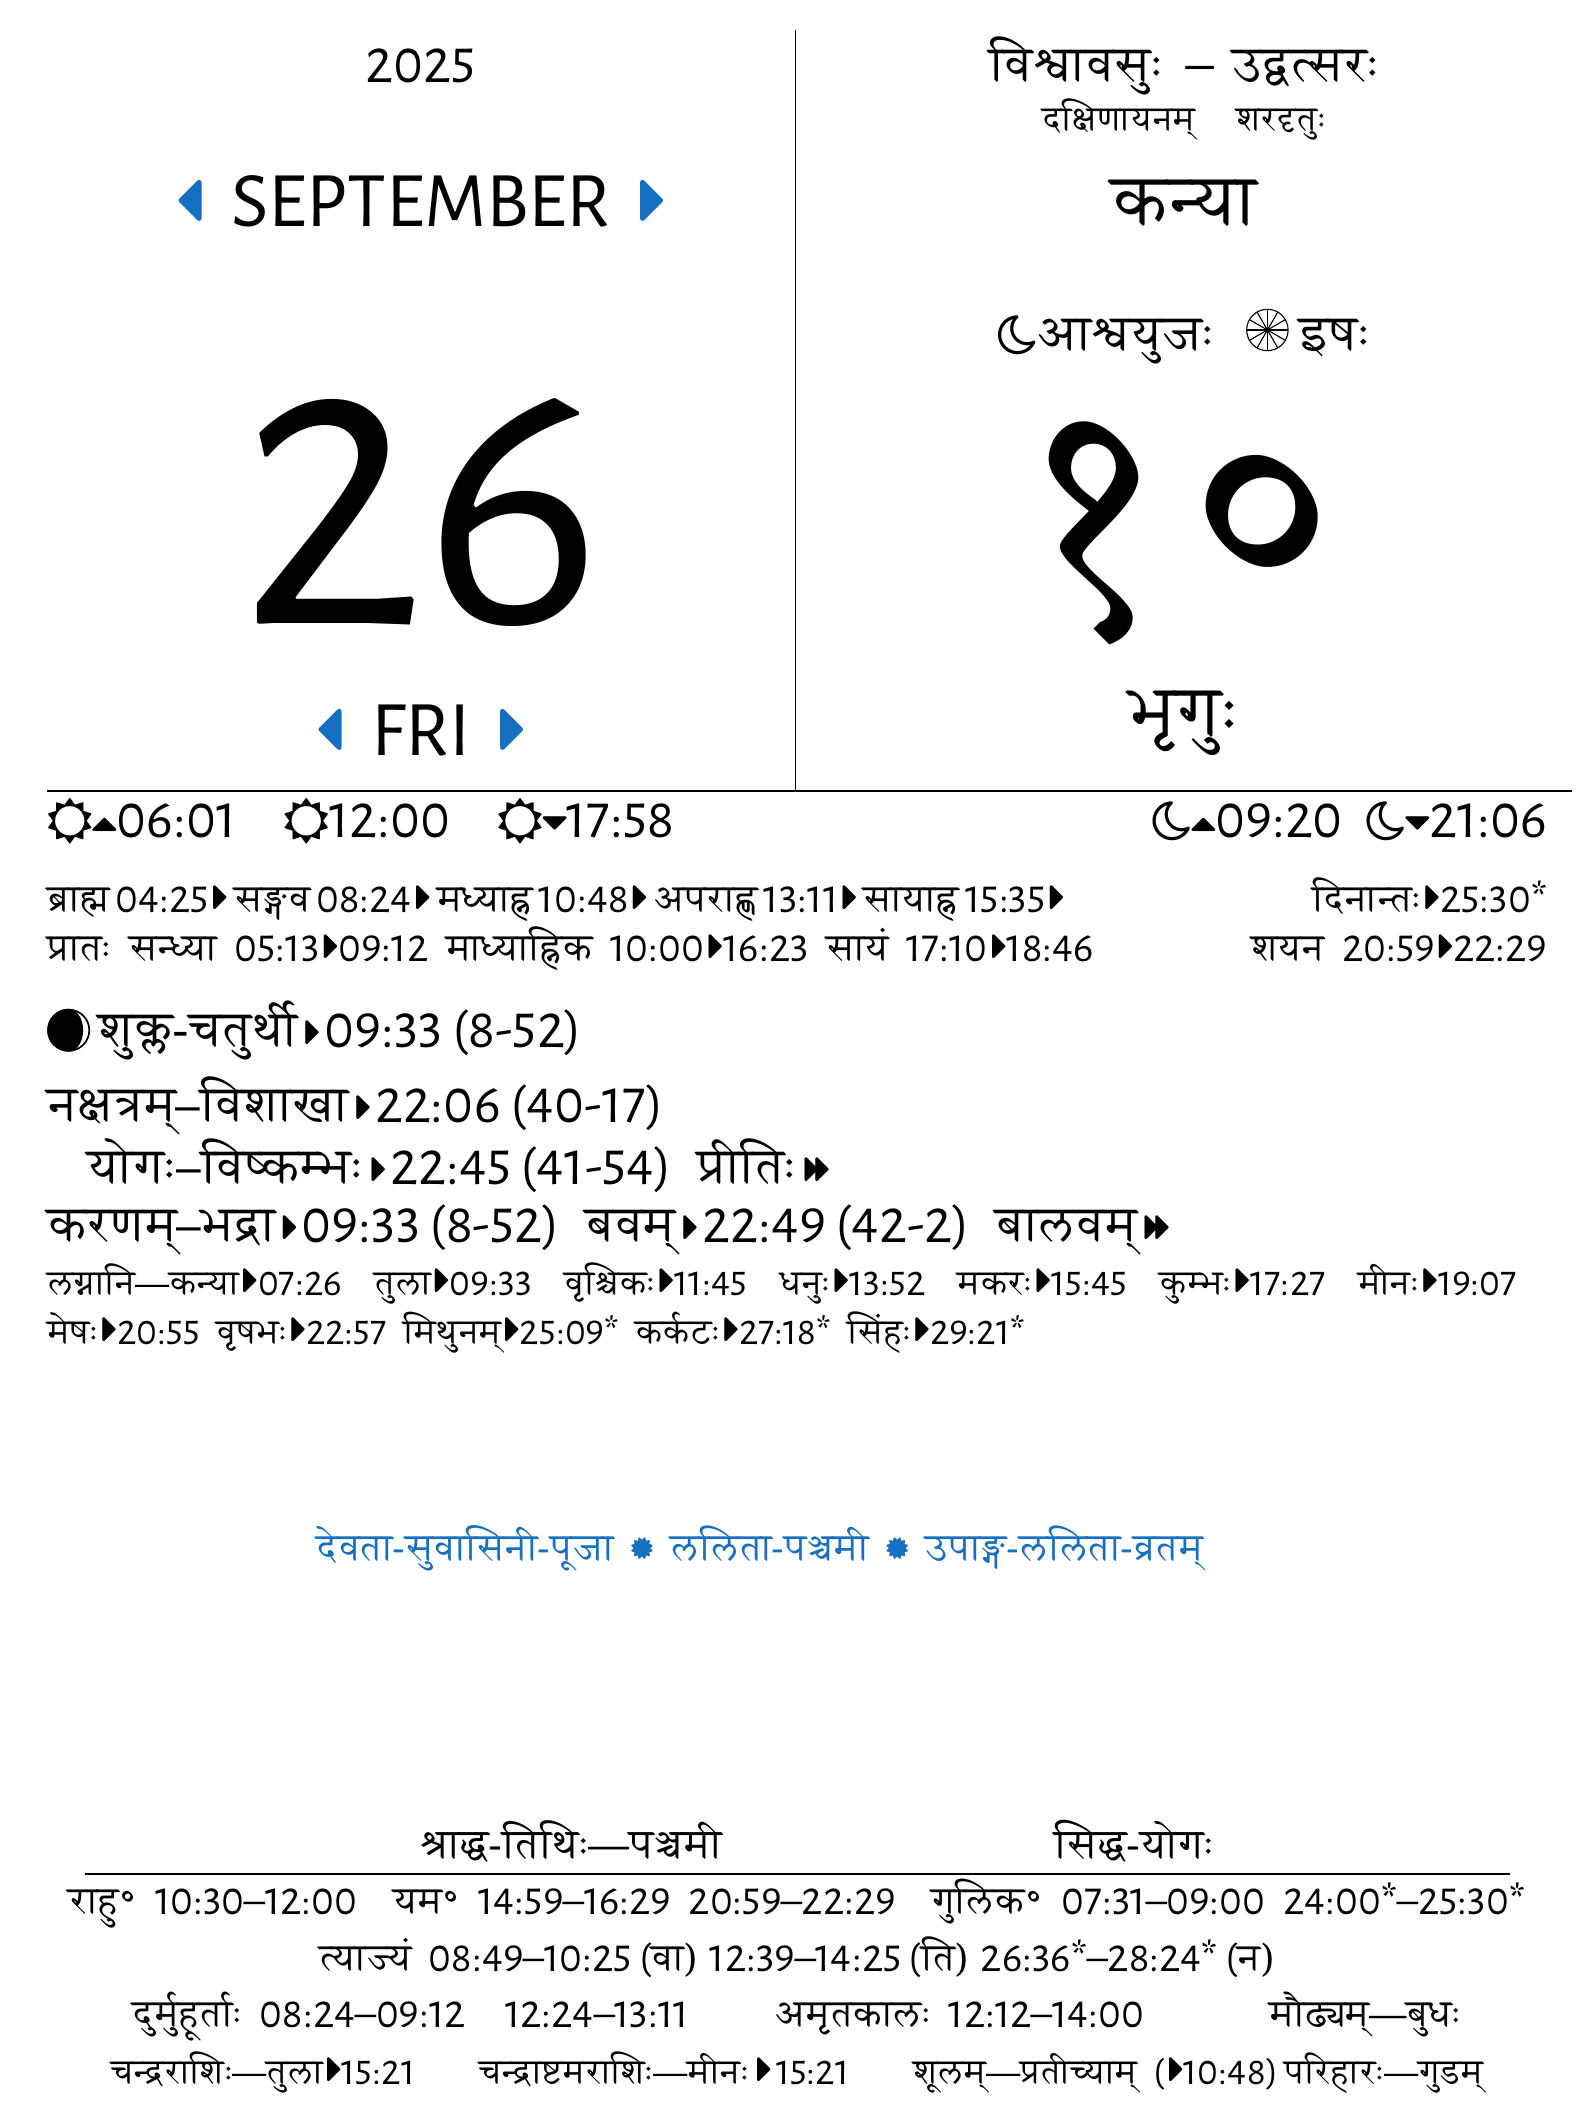 2025
विश्वावसुः – उद्वत्सरः
दक्षिणायनम् शरदृतुः
SEPTEMBER
कन्या
आश्वयुजः इषः
26
१०
FRI
भृगुः
06:01 12:00 17:58 09:20 21:06
ब्राह्म 04:25 सङ्गव 08:24 मध्याह्न 10:48 अपराह्ण 13:11 सायाह्न 15:35 दिनान्तः 25:30*
प्रातः सन्ध्या 05:13 09:12 माध्याह्निक 10:00 16:23 सायं 17:10 18:46 शयन 20:59 22:29
शुक्ल-चतुर्थी 09:33 (8-52)
नक्षत्रम्–विशाखा 22:06 (40-17)
योगः–विष्कम्भः 22:45 (41-54) प्रीतिः
करणम्–भद्रा 09:33 (8-52) बवम् 22:49 (42-2) बालवम्
लग्नानि—कन्या 07:26 तुला 09:33 वृश्चिकः 11:45 धनुः 13:52 मकरः 15:45 कुम्भः 17:27 मीनः 19:07
मेषः 20:55 वृषभः 22:57 मिथुनम् 25:09* कर्कटः 27:18* सिंहः 29:21*
देवता-सुवासिनी-पूजा ✹ ललिता-पञ्चमी ✹ उपाङ्ग-ललिता-व्रतम्
श्राद्ध-तिथिः—पञ्चमी सिद्ध-योगः
राहु॰ 10:30–12:00 यम॰ 14:59–16:29 20:59–22:29 गुलिक॰ 07:31–09:00 24:00*–25:30*
त्याज्यं 08:49–10:25 (वा) 12:39–14:25 (ति) 26:36*–28:24* (न)
दुर्मुहूर्ताः 08:24–09:12 12:24–13:11 अमृतकालः 12:12–14:00 मौढ्यम्—बुधः
चन्द्रराशिः—तुला 15:21 चन्द्राष्टमराशिः—मीनः 15:21 शूलम्—प्रतीच्याम् (10:48) परिहारः—गुडम्